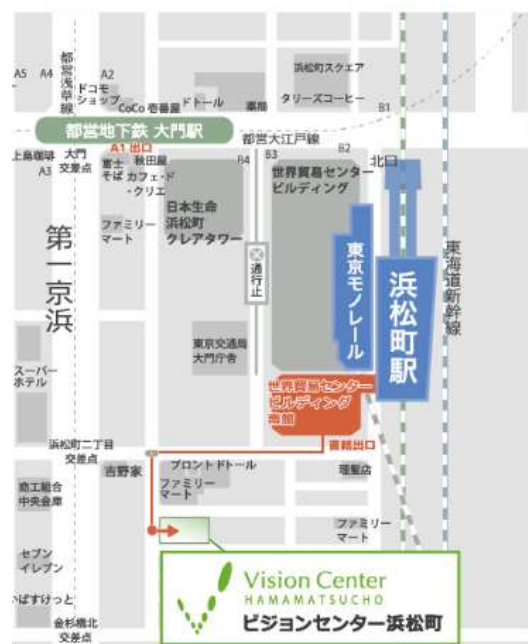 都営浅草線
A5
A4
A2
ドコモ
ショップ
CoCo 壱番屋
ドトール
薬局
浜松町スクエア
タリーズコーヒー
B1
都営地下鉄 大門駅
都営大江戸線
上島珈琲
A3
大門
交差点
A1 出口
富士
そば
秋田屋
カフェ・ド
・クリエ
B4
B3
B2
北口
世界貿易センター
ビルディング
日本生命
浜松町
クレアタワー
ファミリー
マート
第一京浜
通行止
東京モノレール
浜松町駅
東海道新幹線
東京交通局
大門庁舎
スーパー
ホテル
世界貿易センター
ビルディング
南館
直結出口
浜松町二丁目
交差点
吉野家
プロントドトール
ファミリー
マート
理髪店
商工組合
中央金庫
ファミリー
マート
セブン
イレブン
いばすけっと
金杉橋北
交差点
Vision Center
HAMAMATSUCHO
ビジョンセンター浜松町